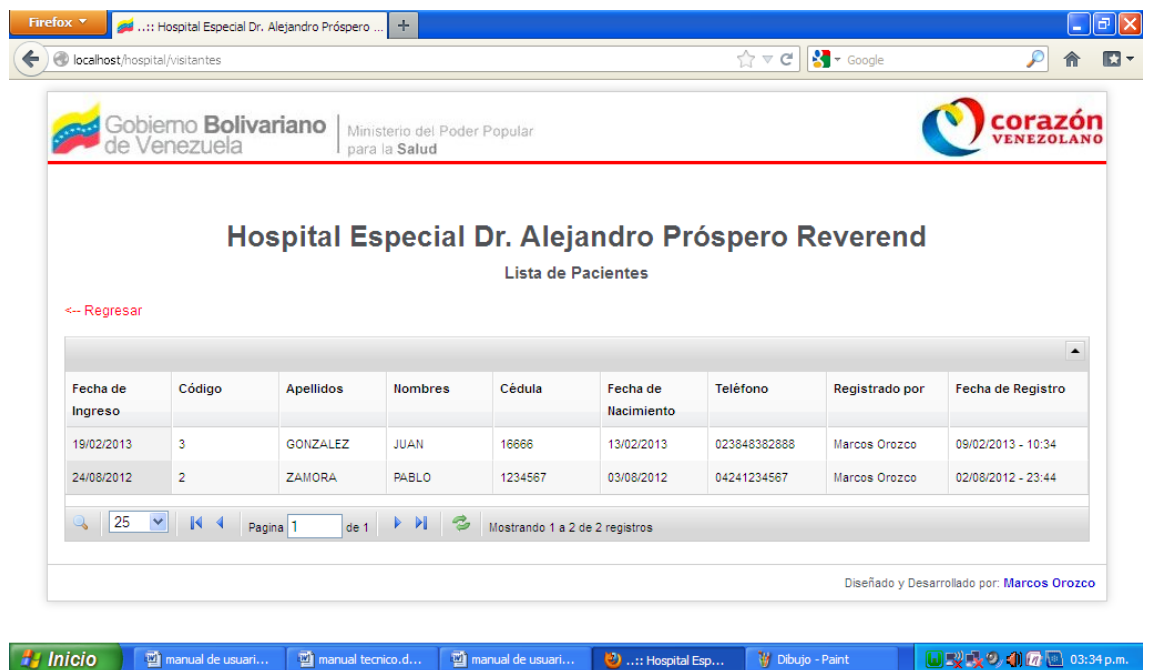 Firefox
..:: Hospital Especial Dr. Alejandro Próspero ...
localhost/hospital/visitantes
Google
Gobierno Bolivariano de Venezuela
Ministerio del Poder Popular para la Salud
corazón VENEZOLANO
Hospital Especial Dr. Alejandro Próspero Reverend
Lista de Pacientes
<-- Regresar
Fecha de Ingreso Código Apellidos Nombres Cédula Fecha de Nacimiento Teléfono Registrado por Fecha de Registro
19/02/2013 3 GONZALEZ JUAN 16666 13/02/2013 023848382888 Marcos Orozco 09/02/2013 - 10:34
24/08/2012 2 ZAMORA PABLO 1234567 03/08/2012 04241234567 Marcos Orozco 02/08/2012 - 23:44
25 Pagina 1 de 1 Mostrando 1 a 2 de 2 registros
Diseñado y Desarrollado por: Marcos Orozco
Inicio manual de usuari... manual tecnico.d... manual de usuari... ..:: Hospital Esp... Dibujo - Paint 03:34 p.m.